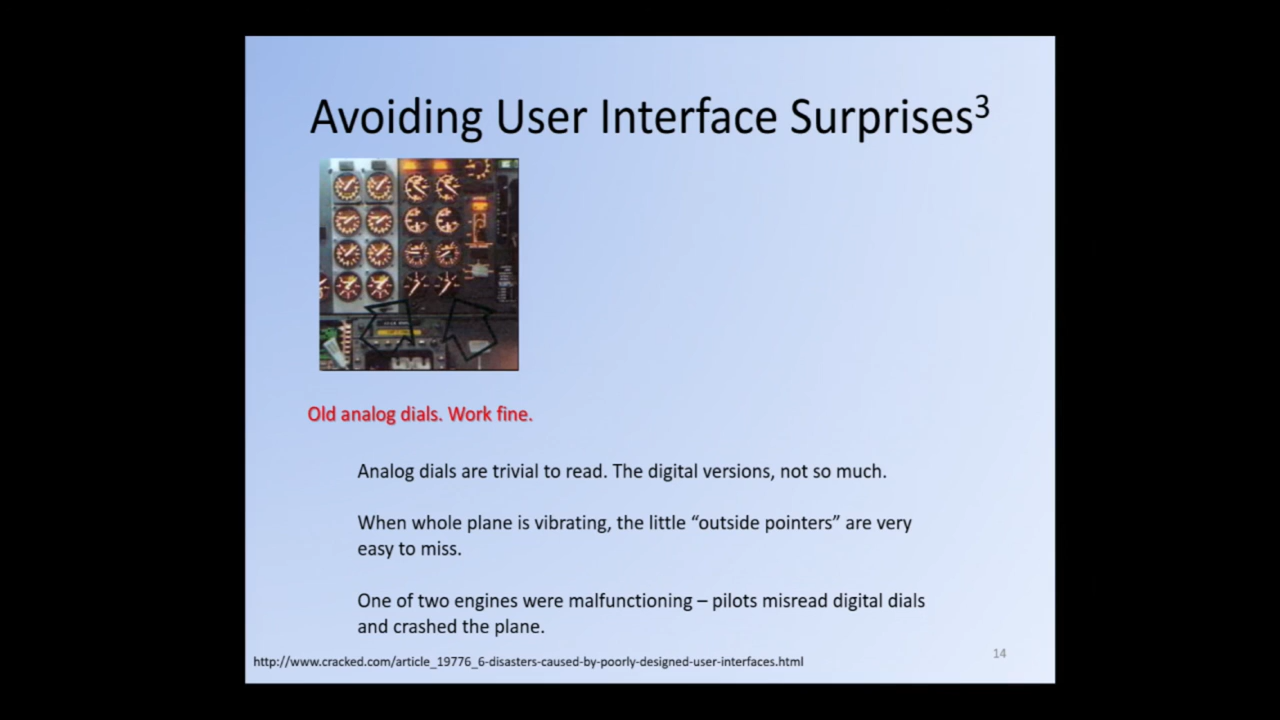 Avoiding User Interface Surprises³
Old analog dials. Work fine.
Analog dials are trivial to read. The digital versions, not so much.
When whole plane is vibrating, the little “outside pointers” are very
easy to miss.
One of two engines were malfunctioning – pilots misread digital dials
and crashed the plane.
http://www.cracked.com/article_19776_6-disasters-caused-by-poorly-designed-user-interfaces.html
14